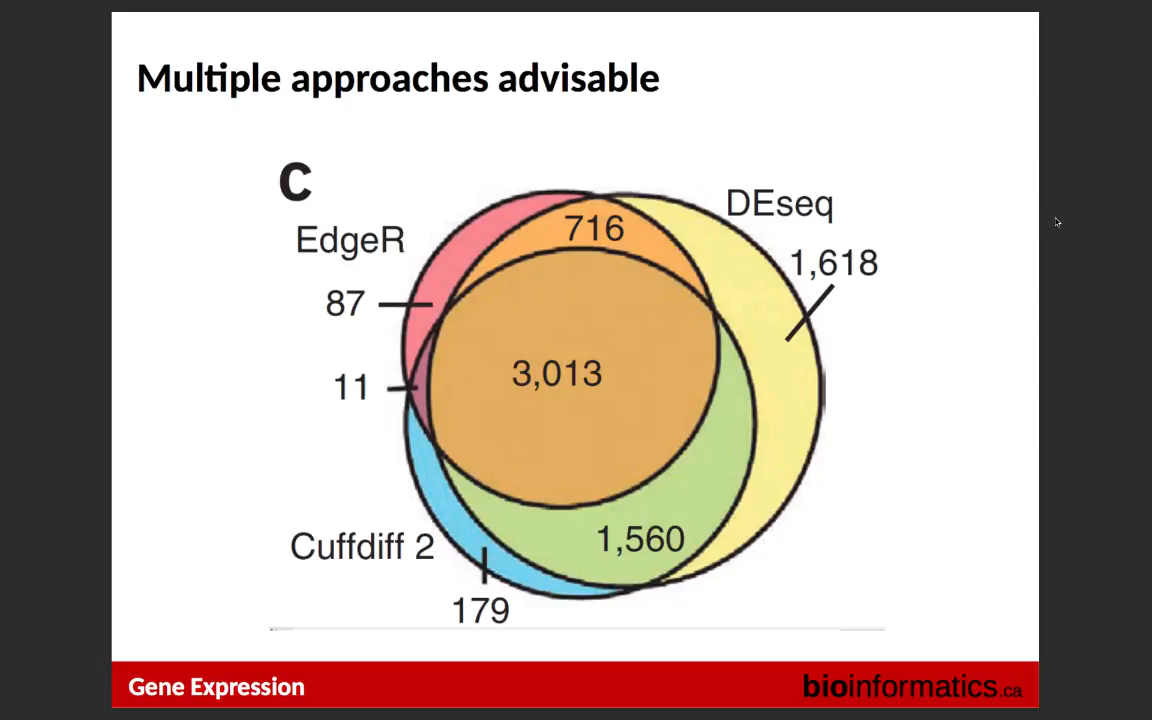 Multiple approaches advisable
C
EdgeR
DEseq
716
1,618
87
3,013
11
Cuffdiff 2
1,560
179
Gene Expression
bioinformatics.ca